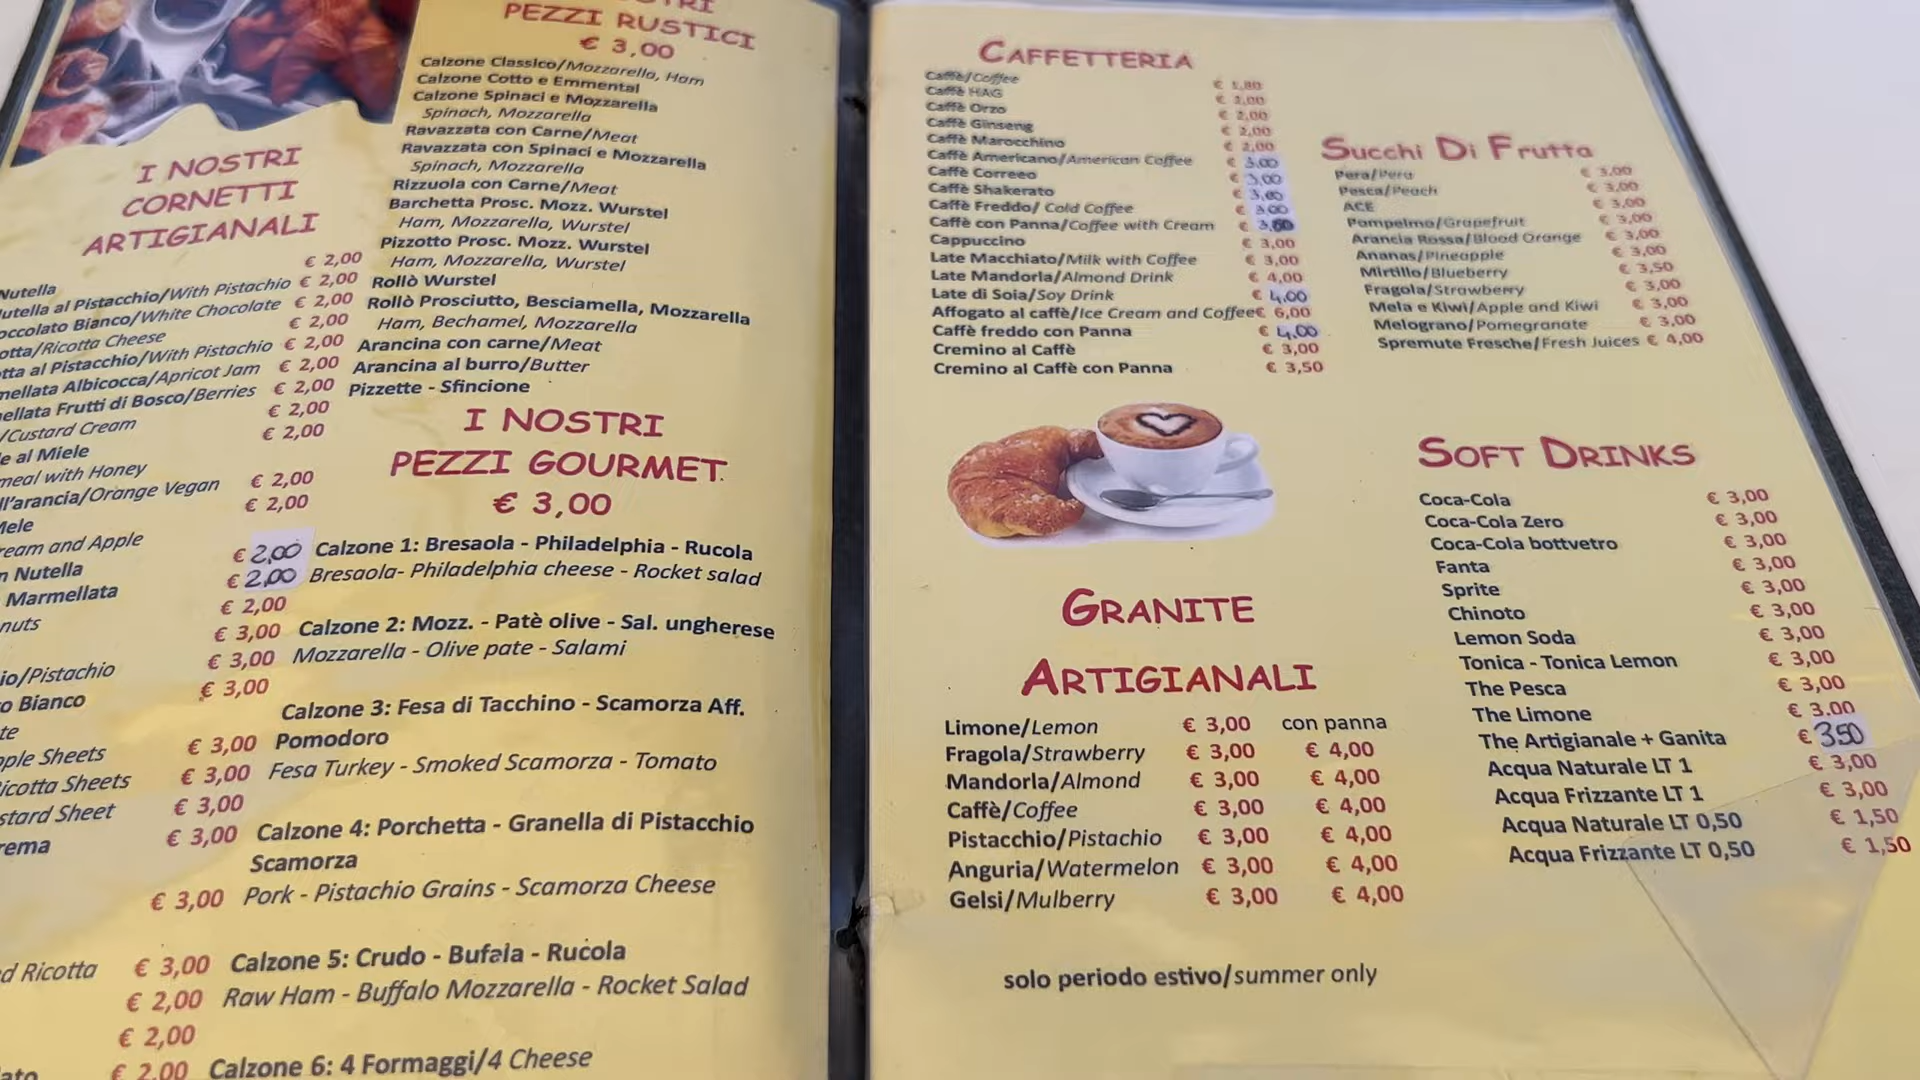 PEZZI RUSTICI
€ 3,00
Calzone Classico/Mozzarella, Ham
Calzone Cotto e Emmental
Calzone Spinaci e Mozzarella
Spinach, Mozzarella
Ravazzata con Carne/Meat
Ravazzata con Spinaci e Mozzarella
Spinach, Mozzarella
Rizzuola con Carne/Meat
Barchetta Prosc. Mozz. Wurstel
Ham, Mozzarella, Wurstel
Pizzotto Prosc. Mozz. Wurstel
Ham, Mozzarella, Wurstel
Rollò Wurstel
Rollò Prosciutto, Besciamella, Mozzarella
Ham, Bechamel, Mozzarella
Arancina con carne/Meat
Arancina al burro/Butter
Pizzette - Sfincione
I NOSTRI
CORNETTI
ARTIGIANALI
€ 2,00
Nutella € 2,00
utella al Pistacchio/With Pistachio € 2,00
occolato Bianco/White Chocolate € 2,00
otta/Ricotta Cheese € 2,00
tta al Pistacchio/With Pistachio € 2,00
mellata Albicocca/Apricot Jam € 2,00
ellata Frutti di Bosco/Berries € 2,00
/Custard Cream € 2,00
e al Miele
meal with Honey € 2,00
ll'arancia/Orange Vegan € 2,00
Mele
ream and Apple € 2,00
n Nutella € 2,00
Marmellata € 2,00
nuts € 3,00
€ 3,00
io/Pistachio € 3,00
o Bianco
te € 3,00
ple Sheets € 3,00
icotta Sheets € 3,00
stard Sheet € 3,00
rema
€ 3,00
d Ricotta € 3,00
€ 2,00
€ 2,00
ato € 2,00
I NOSTRI
PEZZI GOURMET
€ 3,00
Calzone 1: Bresaola - Philadelphia - Rucola
Bresaola- Philadelphia cheese - Rocket salad
Calzone 2: Mozz. - Patè olive - Sal. ungherese
Mozzarella - Olive pate - Salami
Calzone 3: Fesa di Tacchino - Scamorza Aff.
Pomodoro
Fesa Turkey - Smoked Scamorza - Tomato
Calzone 4: Porchetta - Granella di Pistacchio
Scamorza
Pork - Pistachio Grains - Scamorza Cheese
Calzone 5: Crudo - Bufala - Rucola
Raw Ham - Buffalo Mozzarella - Rocket Salad
Calzone 6: 4 Formaggi/4 Cheese
CAFFETTERIA
Caffè/Coffee € 1,80
Caffè HAG € 2,00
Caffè Orzo € 2,00
Caffè Ginseng € 2,00
Caffè Marocchino € 2,00
Caffè Americano/American Coffee € 3,00
Caffè Correeo € 3,00
Caffè Shakerato € 3,00
Caffè Freddo/ Cold Coffee € 3,00
Caffè con Panna/Coffee with Cream
Cappuccino € 3,00
Late Macchiato/Milk with Coffee € 3,00
Late Mandorla/Almond Drink € 4,00
Late di Soia/Soy Drink € 4,00
Affogato al caffè/Ice Cream and Coffee€ 6,00
Caffè freddo con Panna € 4,00
Cremino al Caffè € 3,00
Cremino al Caffè con Panna € 3,50
GRANITE
ARTIGIANALI
con panna
Limone/Lemon € 3,00
Fragola/Strawberry € 3,00 € 4,00
Mandorla/Almond € 3,00 € 4,00
Caffè/Coffee € 3,00 € 4,00
Pistacchio/Pistachio € 3,00 € 4,00
Anguria/Watermelon € 3,00 € 4,00
Gelsi/Mulberry € 3,00 € 4,00
solo periodo estivo/summer only
SUCCHI DI FRUTTA
Pera/Pera € 3,00
Pesca/Peach € 3,00
ACE € 3,00
Pompelmo/Grapefruit € 3,00
Arancia Rossa/Blood Orange € 3,00
Ananas/Pineapple € 3,00
Mirtillo/Blueberry € 3,50
Fragola/Strawberry € 3,00
Mela e Kiwi/Apple and Kiwi € 3,00
Melograno/Pomegranate € 3,00
Spremute Fresche/Fresh Juices € 4,00
SOFT DRINKS
Coca-Cola € 3,00
Coca-Cola Zero € 3,00
Coca-Cola bottvetro € 3,00
Fanta € 3,00
Sprite € 3,00
Chinoto € 3,00
Lemon Soda € 3,00
Tonica - Tonica Lemon € 3,00
The Pesca € 3,00
The Limone € 3.00
The Artigianale + Ganita € 3,50
Acqua Naturale LT 1 € 3,00
Acqua Frizzante LT 1 € 3,00
Acqua Naturale LT 0,50 € 1,50
Acqua Frizzante LT 0,50 € 1,50